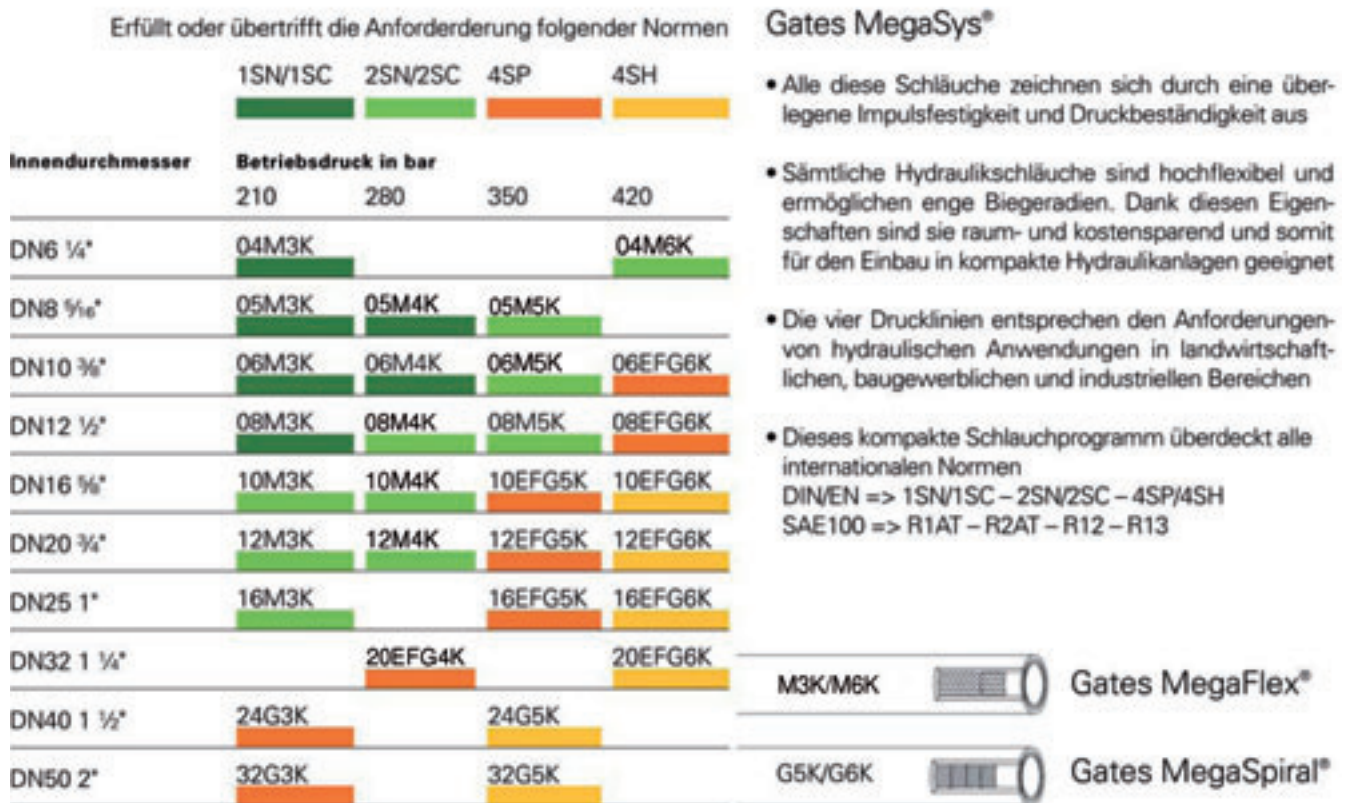 Erfüllt oder übertrifft die Anforderderung folgender Normen
1SN/1SC 2SN/2SC 4SP 4SH
Innendurchmesser Betriebsdruck in bar
210 280 350 420
DN6 ¼" 04M3K 04M6K
DN8 5/16" 05M3K 05M4K 05M5K
DN10 ⅜" 06M3K 06M4K 06M5K 06EFG6K
DN12 ½" 08M3K 08M4K 08M5K 08EFG6K
DN16 ⅝" 10M3K 10M4K 10EFG5K 10EFG6K
DN20 ¾" 12M3K 12M4K 12EFG5K 12EFG6K
DN25 1" 16M3K 16EFG5K 16EFG6K
DN32 1 ¼" 20EFG4K 20EFG6K
DN40 1 ½" 24G3K 24G5K
DN50 2" 32G3K 32G5K
Gates MegaSys®
• Alle diese Schläuche zeichnen sich durch eine über-
legene Impulsfestigkeit und Druckbeständigkeit aus
• Sämtliche Hydraulikschläuche sind hochflexibel und
ermöglichen enge Biegeradien. Dank diesen Eigen-
schaften sind sie raum- und kostensparend und somit
für den Einbau in kompakte Hydraulikanlagen geeignet
• Die vier Drucklinien entsprechen den Anforderungen-
von hydraulischen Anwendungen in landwirtschaft-
lichen, baugewerblichen und industriellen Bereichen
• Dieses kompakte Schlauchprogramm überdeckt alle
internationalen Normen
DIN/EN => 1SN/1SC – 2SN/2SC – 4SP/4SH
SAE100 => R1AT – R2AT – R12 – R13
M3K/M6K Gates MegaFlex®
G5K/G6K Gates MegaSpiral®